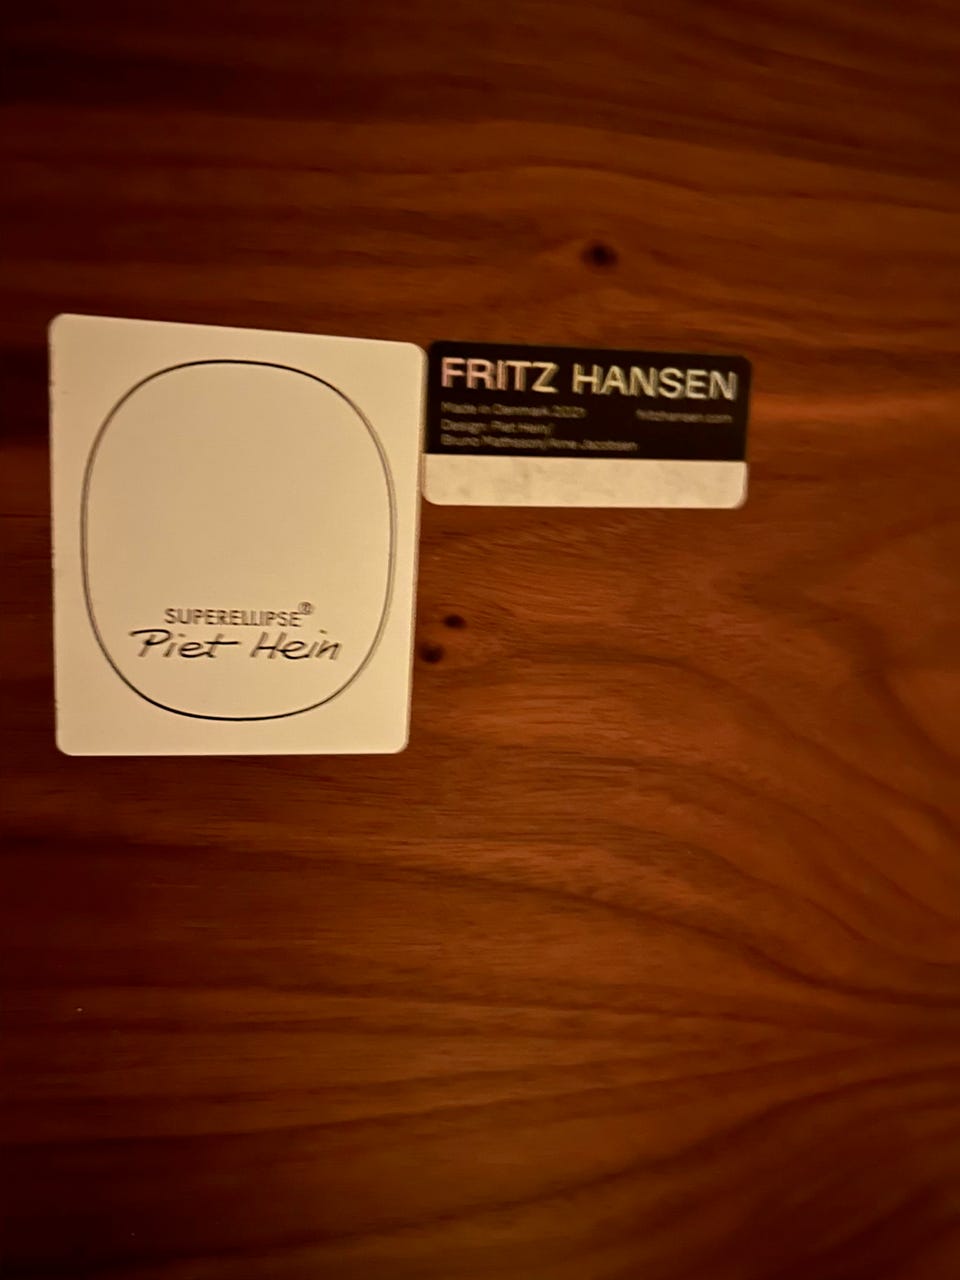 SUPERELLIPSE®
Piet Hein
FRITZ HANSEN
Made in Denmark 2021
fritzhansen.com
Design: Piet Hein/
Bruno Mathsson/Arne Jacobsen